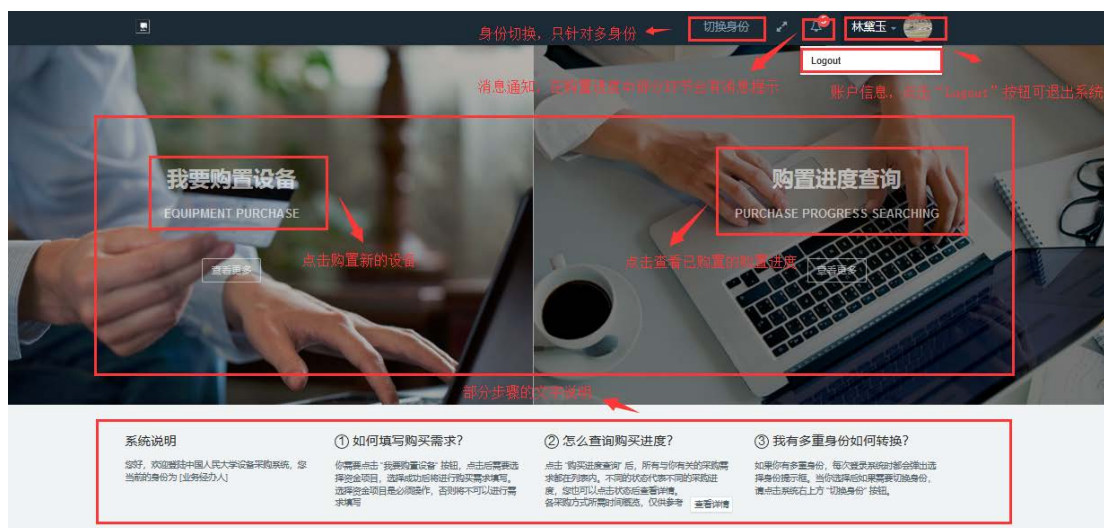 身份切换，只针对多身份
切换身份
林黛玉
Logout
消息通知，在购置进度中部分环节会有消息提示
账户信息，点击“Logout”按钮可退出系统
我要购置设备
EQUIPMENT PURCHASE
点击购置新的设备
查看更多
购置进度查询
PURCHASE PROGRESS SEARCHING
点击查看已购置的购置进度
查看更多
部分步骤的文字说明
系统说明
您好，欢迎登陆中国人民大学设备采购系统，您
当前的身份为 [业务经办人]
① 如何填写购买需求？
你需要点击“我要购置设备”按钮，点击后需要选
择资金项目，选择成功后将进行购买需求填写。
选择资金项目是必须操作，否则将不可以进行需
求填写
② 怎么查询购买进度？
点击“购买进度查询”后，所有与你有关的采购需
求都在列表内。不同的状态代表不同的采购进
度，您也可以点击状态后查看详情。
各采购方式所需时间概览，仅供参考 查看详情
③ 我有多重身份如何转换？
如果你有多重身份，每次登录系统时都会弹出选
择身份提示框。当你选择后如果需要切换身份，
请点击系统右上方“切换身份”按钮。